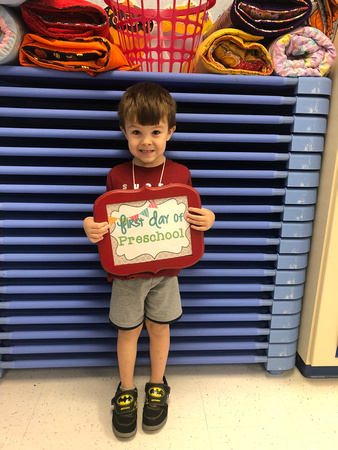 first day of
Preschool